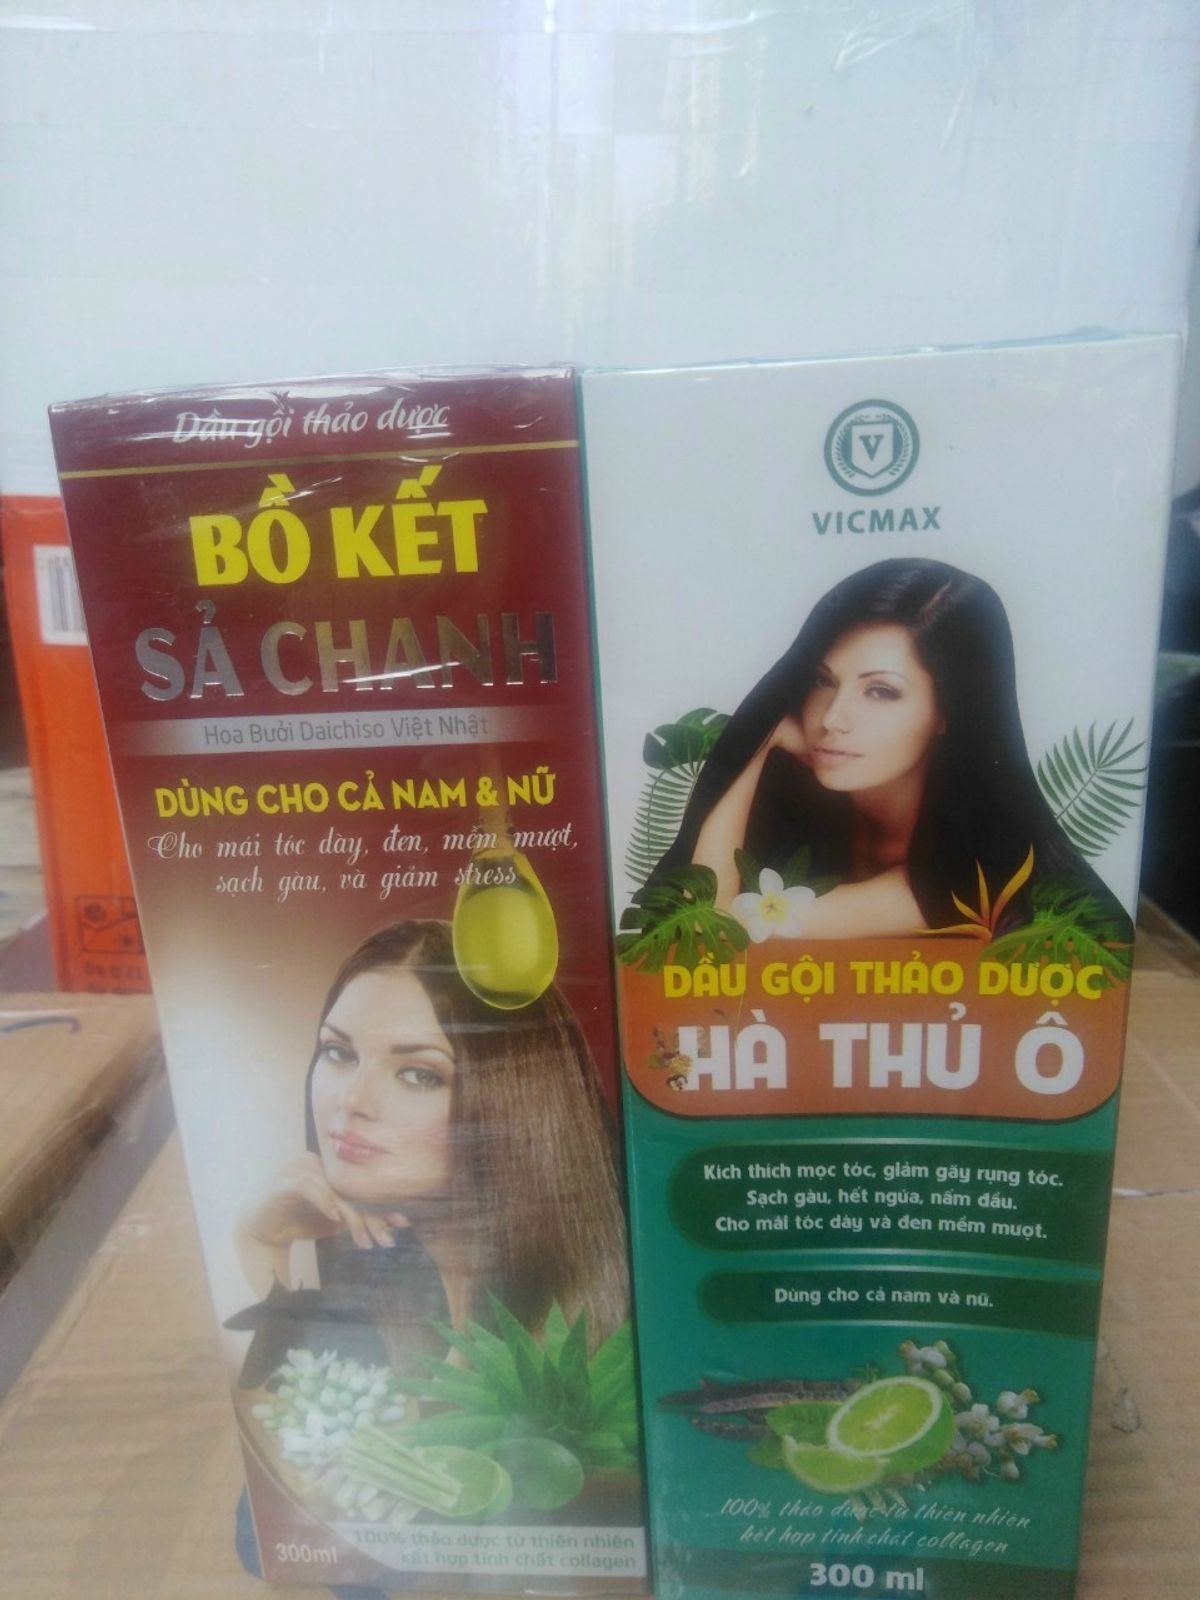 Dầu gội thảo dược
BỒ KẾT
SẢ CHANH
Hoa Bưởi Daichiso Việt Nhật
DÙNG CHO CẢ NAM & NỮ
Cho mái tóc dày, đen, mềm mượt,
sạch gàu, và giảm stress
300ml
100% thảo dược từ thiên nhiên
kết hợp tinh chất collagen
V
VICMAX
DẦU GỘI THẢO DƯỢC
HÀ THỦ Ô
Kích thích mọc tóc, giảm gãy rụng tóc.
Sạch gàu, hết ngứa, nấm đầu.
Cho mái tóc dày và đen mềm mượt.
Dùng cho cả nam và nữ.
100% thảo dược từ thiên nhiên
kết hợp tinh chất collagen
300 ml